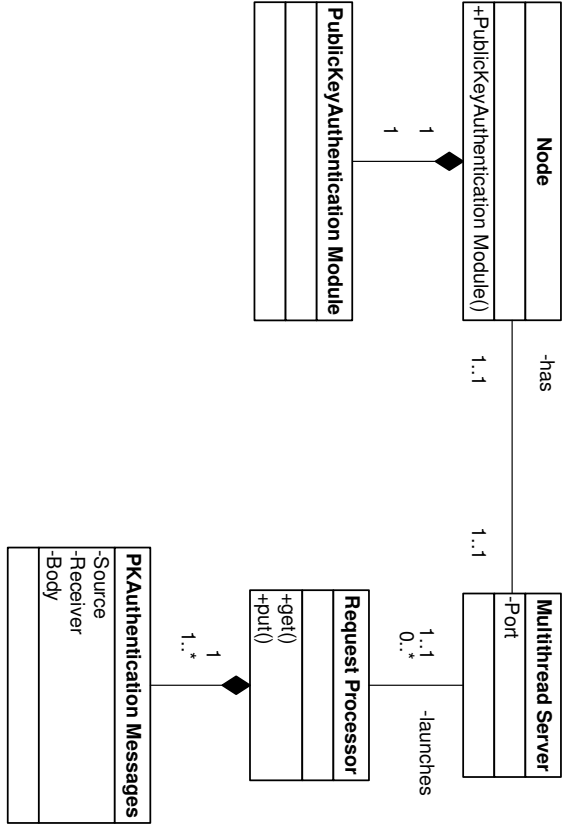 Node
+PublicKeyAuthentication Module()
-has
1..1
1..1
Multithread Server
-Port
1
1
PublicKeyAuthentication Module
1..1
0..*
-launches
Request Processor
+get()
+put()
1
1..*
PKAuthentication Messages
-Source
-Receiver
-Body